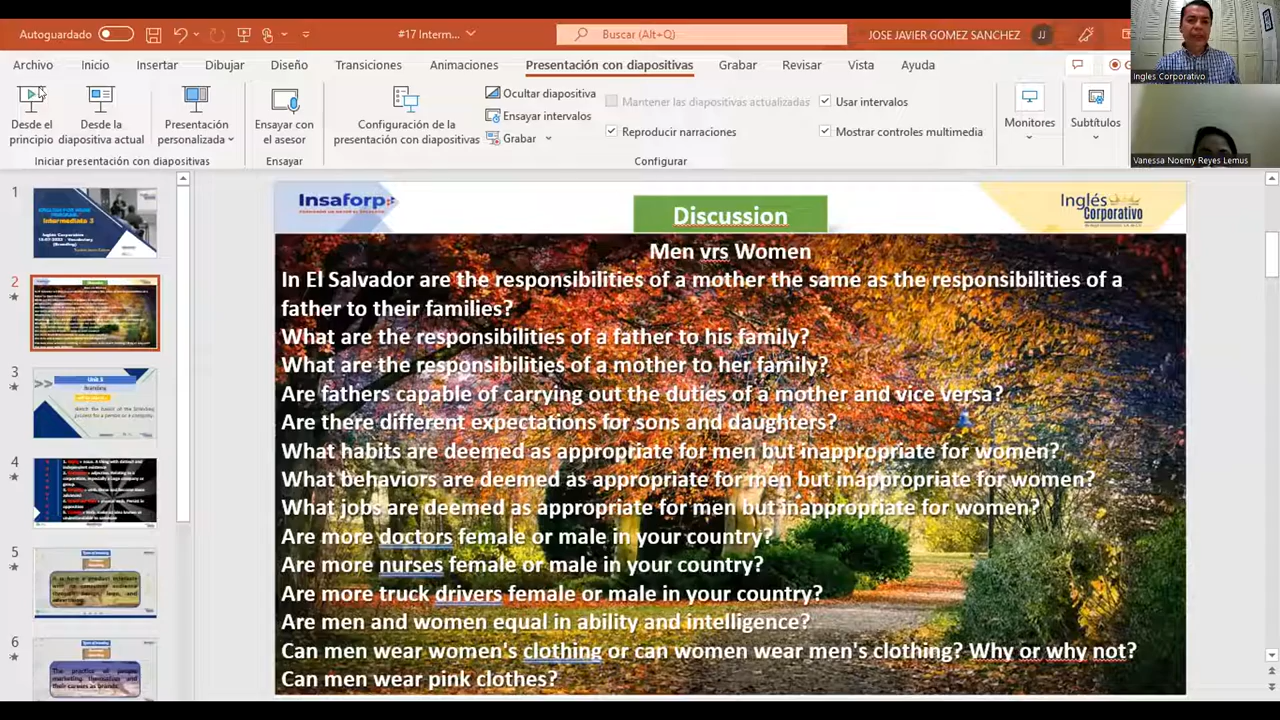 Autoguardado
#17 Interm...
Buscar (Alt+Q)
JOSE JAVIER GOMEZ SANCHEZ
JJ
Ingles Corporativo
Archivo
Inicio
Insertar
Dibujar
Diseño
Transiciones
Animaciones
Presentación con diapositivas
Grabar
Revisar
Vista
Ayuda
Desde el principio
Desde la diapositiva actual
Presentación personalizada
Iniciar presentación con diapositivas
Ensayar con el asesor
Ensayar
Configuración de la presentación con diapositivas
Ocultar diapositiva
Ensayar intervalos
Grabar
Mantener las diapositivas actualizadas
Reproducir narraciones
Usar intervalos
Mostrar controles multimedia
Configurar
Monitores
Subtítulos
Vanessa Noemy Reyes Lemus
1
2
3
4
5
6
Insaforp
Discussion
Inglés
Corporativo
Men vrs Women
In El Salvador are the responsibilities of a mother the same as the responsibilities of a
father to their families?
What are the responsibilities of a father to his family?
What are the responsibilities of a mother to her family?
Are fathers capable of carrying out the duties of a mother and vice versa?
Are there different expectations for sons and daughters?
What habits are deemed as appropriate for men but inappropriate for women?
What behaviors are deemed as appropriate for men but inappropriate for women?
What jobs are deemed as appropriate for men but inappropriate for women?
Are more doctors female or male in your country?
Are more nurses female or male in your country?
Are more truck drivers female or male in your country?
Are men and women equal in ability and intelligence?
Can men wear women's clothing or can women wear men's clothing? Why or why not?
Can men wear pink clothes?